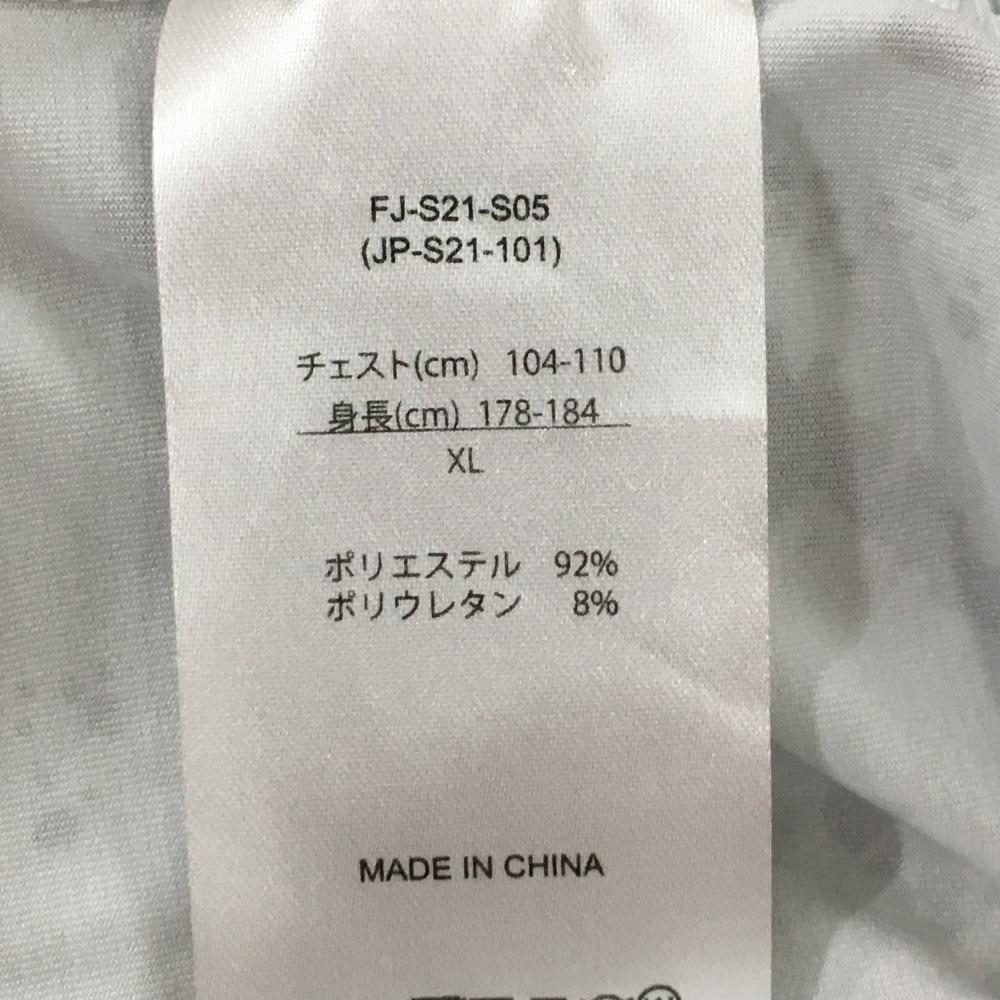 FJ-S21-S05
(JP-S21-101)
チェスト(cm) 104-110
身長(cm) 178-184
XL
ポリエステル 92%
ポリウレタン 8%
MADE IN CHINA